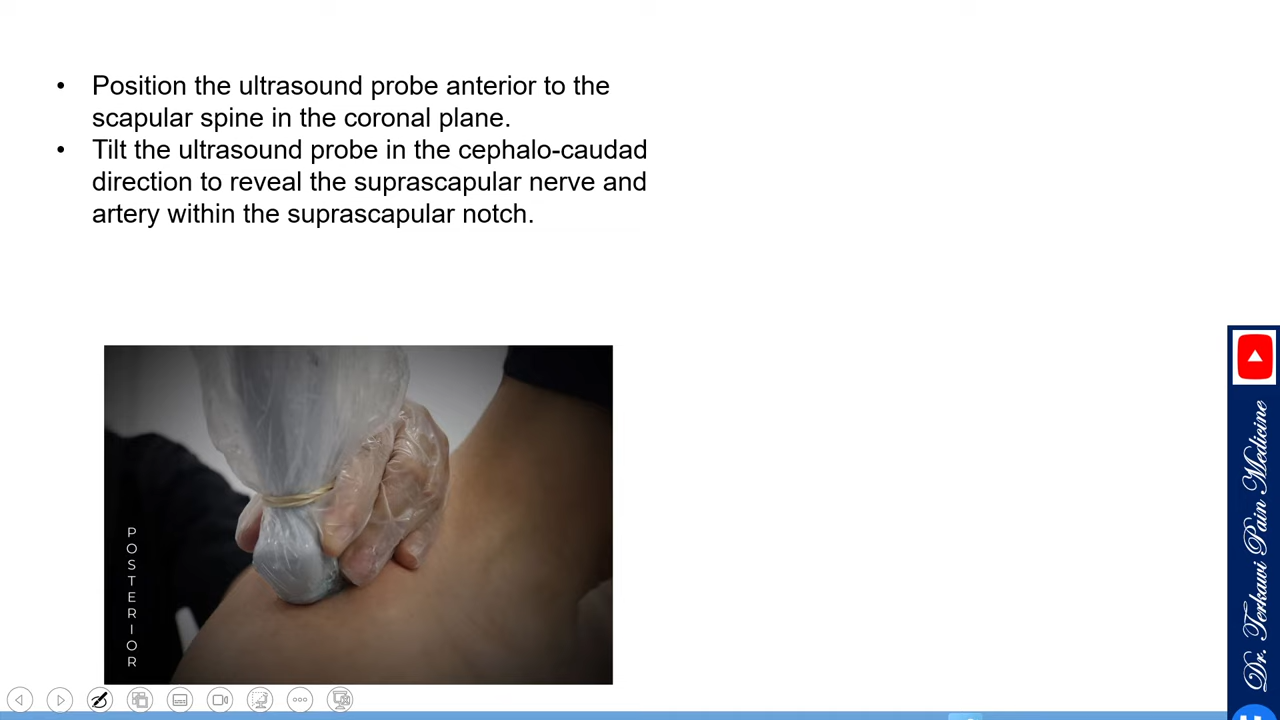 • Position the ultrasound probe anterior to the
scapular spine in the coronal plane.
• Tilt the ultrasound probe in the cephalo-caudad
direction to reveal the suprascapular nerve and
artery within the suprascapular notch.
POSTERIOR
Dr. Terkawi Pain Medicine